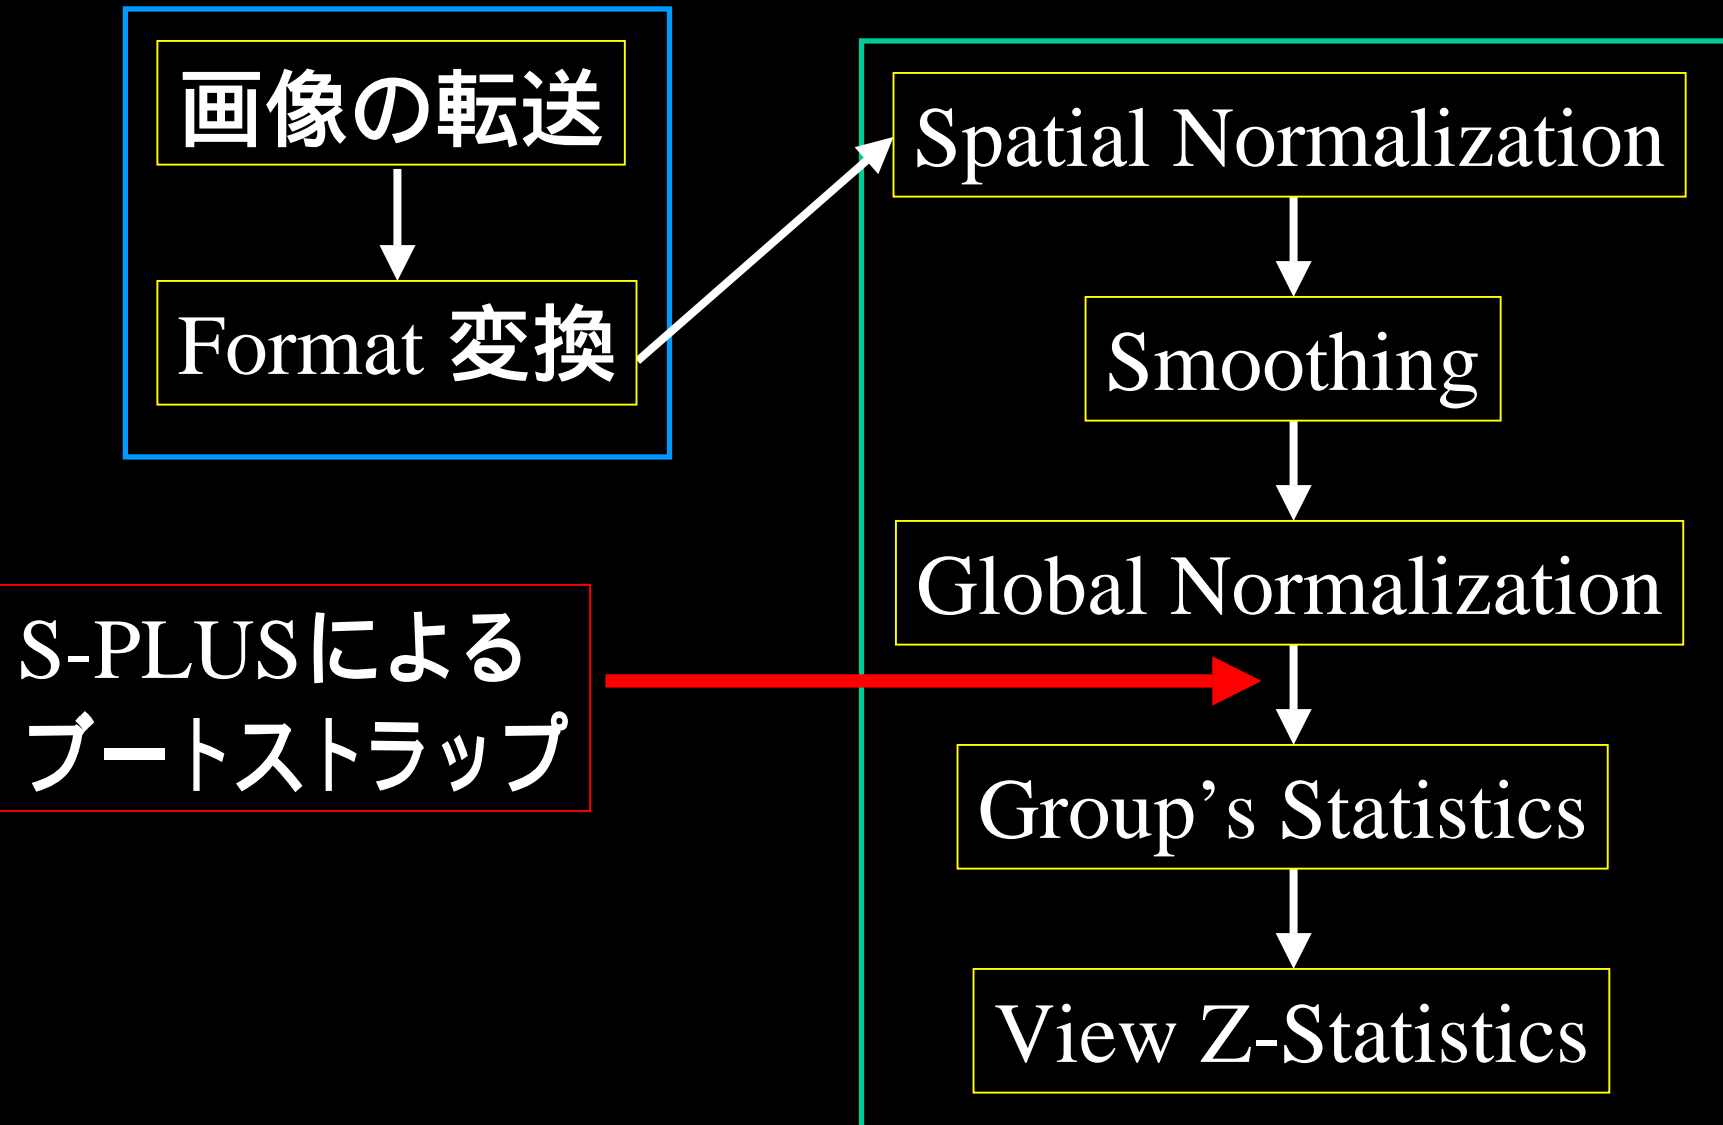 画像の転送
Format 変換
S-PLUSによる
ブートストラップ
Spatial Normalization
Smoothing
Global Normalization
Group’s Statistics
View Z-Statistics